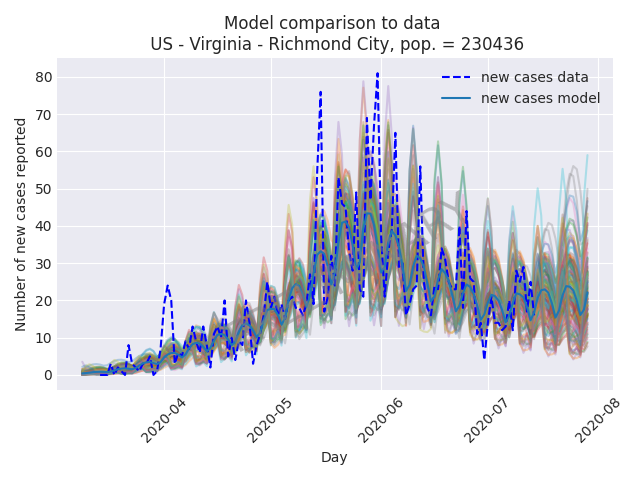 Model comparison to data
US - Virginia - Richmond City, pop. = 230436
new cases data
new cases model
Number of new cases reported
80
70
60
50
40
30
20
10
0
2020-04
2020-05
2020-06
2020-07
2020-08
Day